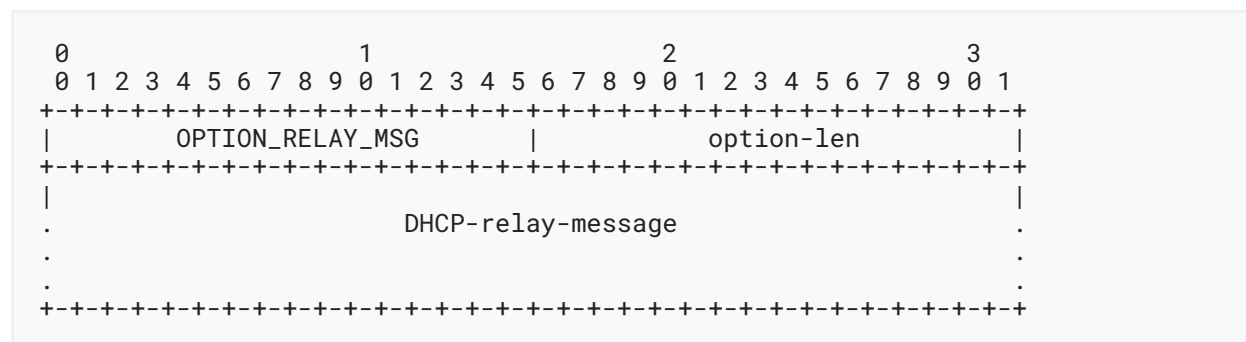 0                   1                   2                   3
 0 1 2 3 4 5 6 7 8 9 0 1 2 3 4 5 6 7 8 9 0 1 2 3 4 5 6 7 8 9 0 1
+-+-+-+-+-+-+-+-+-+-+-+-+-+-+-+-+-+-+-+-+-+-+-+-+-+-+-+-+-+-+-+-+
|        OPTION_RELAY_MSG       |           option-len          |
+-+-+-+-+-+-+-+-+-+-+-+-+-+-+-+-+-+-+-+-+-+-+-+-+-+-+-+-+-+-+-+-+
|                                                               |
.                       DHCP-relay-message                      .
.                                                               .
.                                                               .
+-+-+-+-+-+-+-+-+-+-+-+-+-+-+-+-+-+-+-+-+-+-+-+-+-+-+-+-+-+-+-+-+